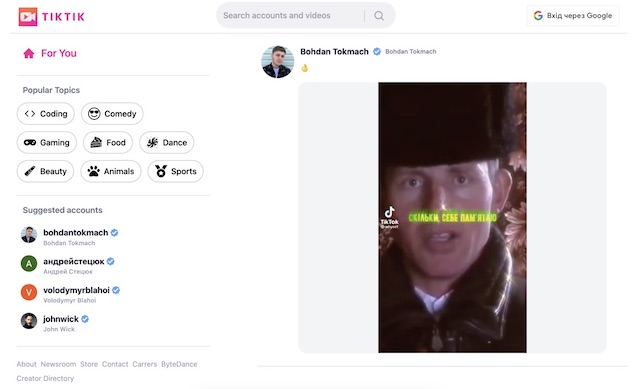 TIKTIK
Search accounts and videos
Вхід через Google
For You
Popular Topics
Coding
Comedy
Gaming
Food
Dance
Beauty
Animals
Sports
Suggested accounts
bohdantokmach
Bohdan Tokmach
А
андрейстецюк
Андрей Стецюк
V
volodymyrblahoi
Volodymyr Blahoi
johnwick
John Wick
About Newsroom Store Contact Carrers ByteDance
Creator Directory
Bohdan Tokmach Bohdan Tokmach
TikTok
СКІЛЬКИ СЕБЕ ПАМ'ЯТАЮ